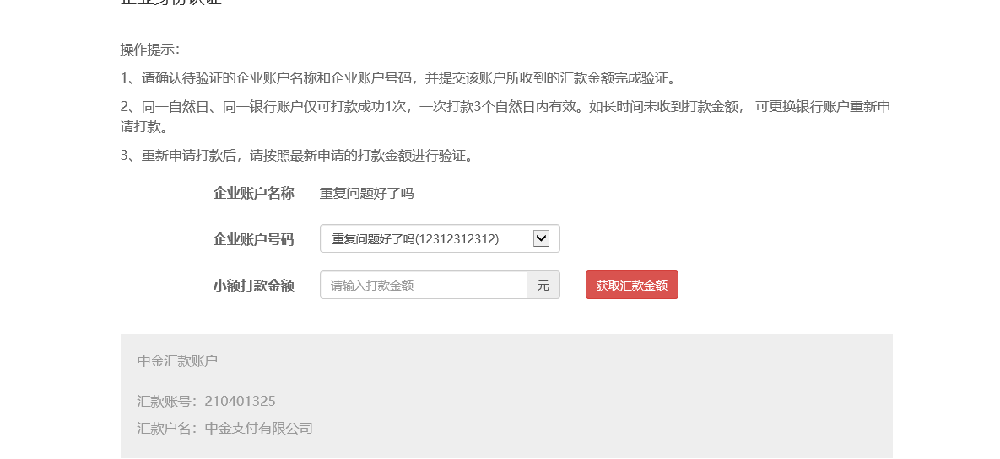 企业身份认证
操作提示：
1、请确认待验证的企业账户名称和企业账户号码，并提交该账户所收到的汇款金额完成验证。
2、同一自然日、同一银行账户仅可打款成功1次，一次打款3个自然日内有效。如长时间未收到打款金额， 可更换银行账户重新申
请打款。
3、重新申请打款后，请按照最新申请的打款金额进行验证。
企业账户名称 重复问题好了吗
企业账户号码 重复问题好了吗(12312312312)
小额打款金额 请输入打款金额 元 获取汇款金额
中金汇款账户
汇款账号：210401325
汇款户名：中金支付有限公司